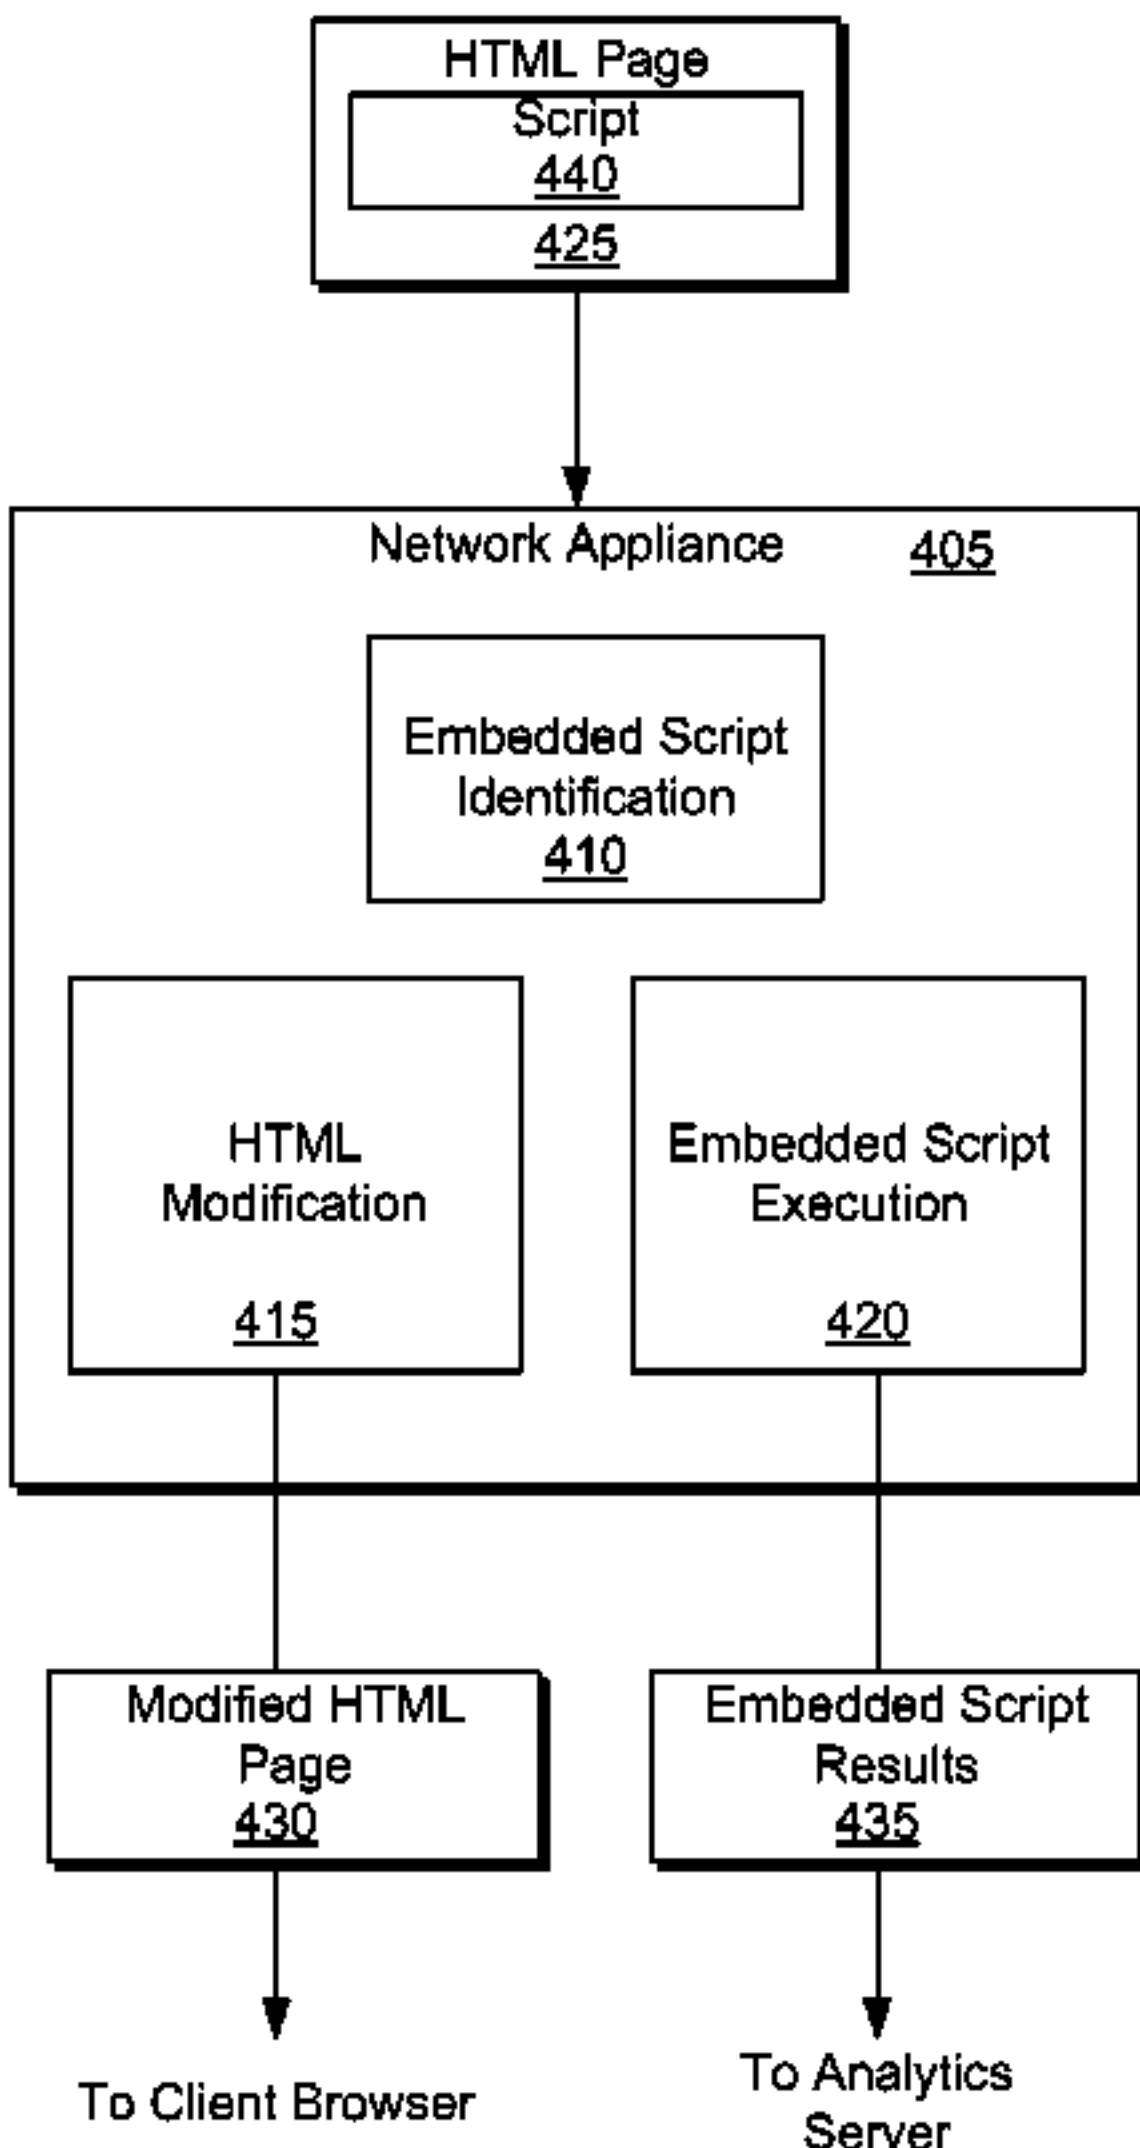 HTML Page
Script
440
425
Network Appliance 405
Embedded Script
Identification
410
HTML
Modification
415
Embedded Script
Execution
420
Modified HTML
Page
430
Embedded Script
Results
435
To Client Browser
To Analytics
Server